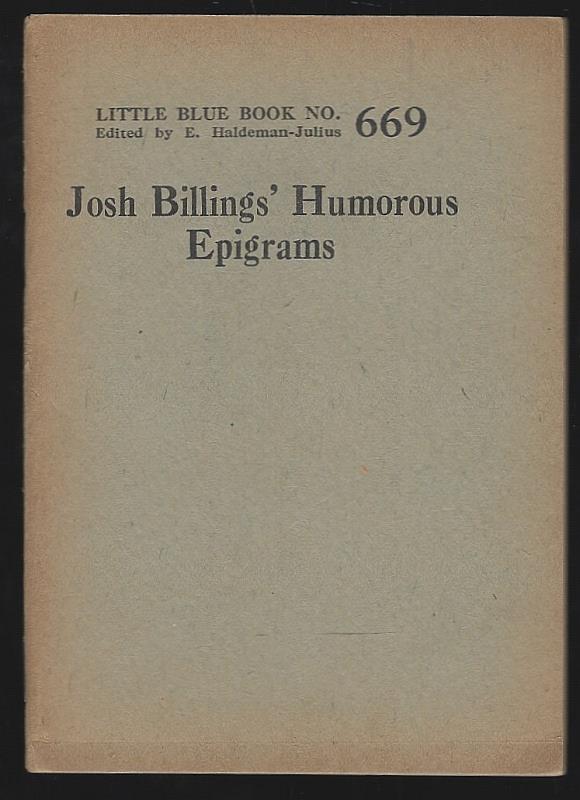 LITTLE BLUE BOOK NO. 669
Edited by E. Haldeman-Julius
Josh Billings' Humorous
Epigrams